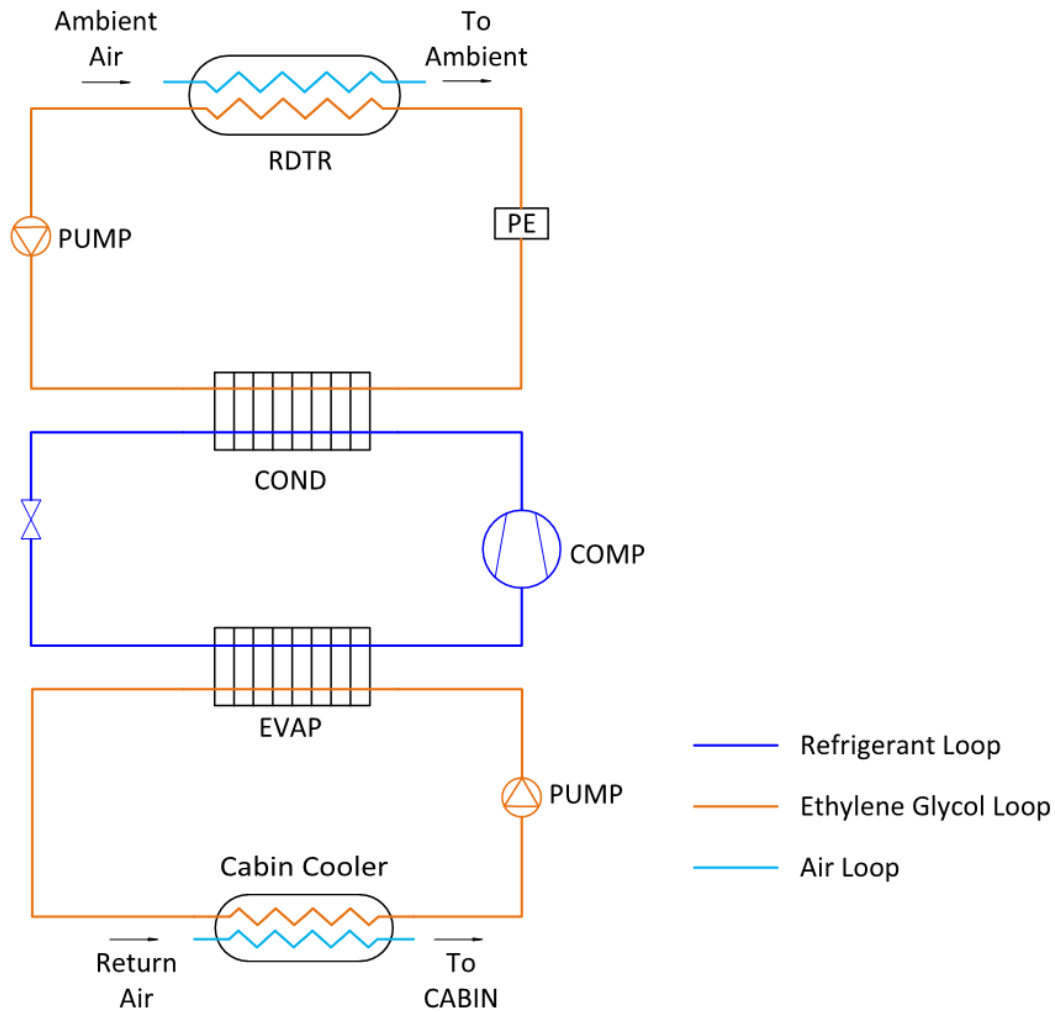 Ambient
Air
To
Ambient
RDTR
PE
PUMP
COND
COMP
EVAP
PUMP
Cabin Cooler
Return
Air
To
CABIN
Refrigerant Loop
Ethylene Glycol Loop
Air Loop